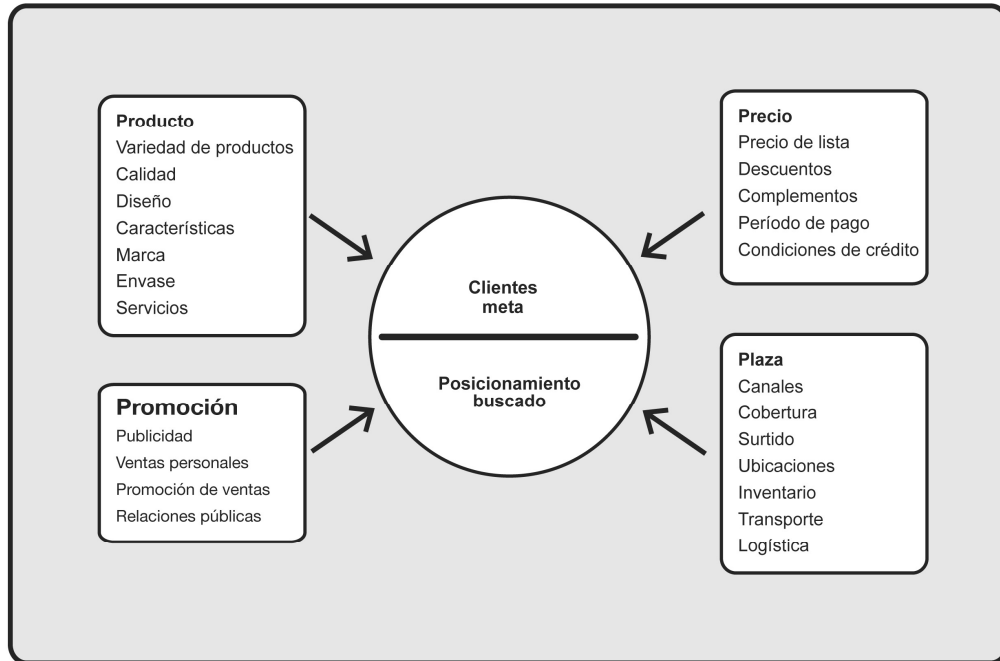 Producto
Variedad de productos
Calidad
Diseño
Características
Marca
Envase
Servicios
Precio
Precio de lista
Descuentos
Complementos
Período de pago
Condiciones de crédito
Clientes
meta
Posicionamiento
buscado
Promoción
Publicidad
Ventas personales
Promoción de ventas
Relaciones públicas
Plaza
Canales
Cobertura
Surtido
Ubicaciones
Inventario
Transporte
Logística